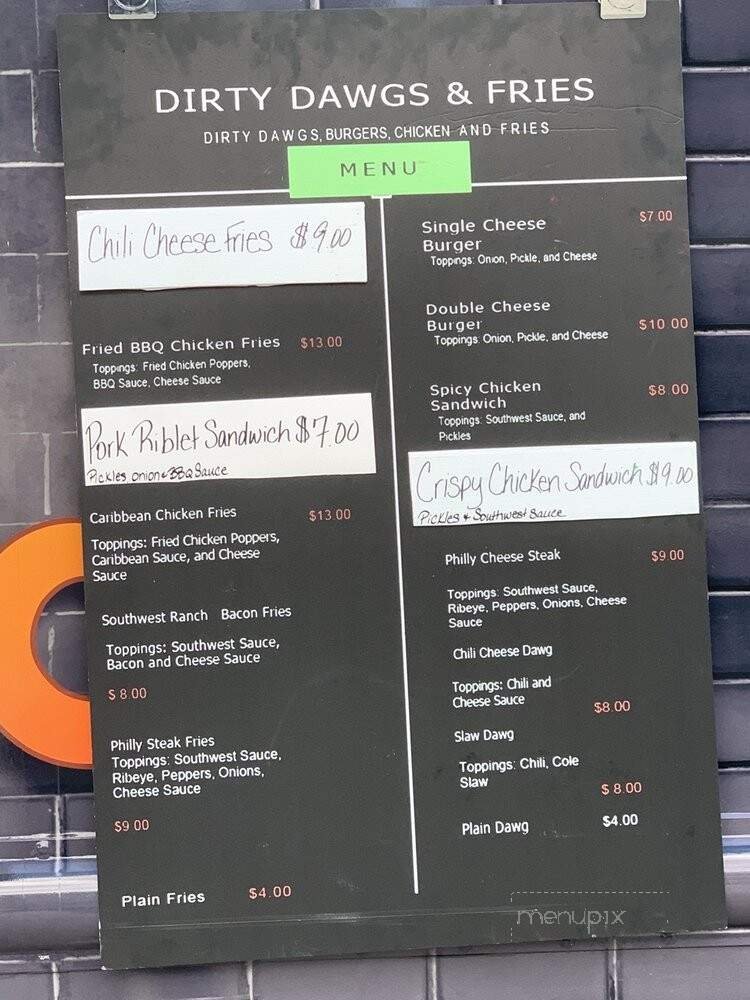 DIRTY DAWGS & FRIES
DIRTY DAWGS, BURGERS, CHICKEN AND FRIES
MENU
Chili Cheese Fries $9.00
Fried BBQ Chicken Fries $13.00
Toppings: Fried Chicken Poppers,
BBQ Sauce, Cheese Sauce
Pork Riblet Sandwich $7.00
Pickles, onion & BBQ Sauce
Caribbean Chicken Fries $13.00
Toppings: Fried Chicken Poppers,
Caribbean Sauce, and Cheese
Sauce
Southwest Ranch Bacon Fries
Toppings: Southwest Sauce,
Bacon and Cheese Sauce
$8.00
Philly Steak Fries
Toppings: Southwest Sauce,
Ribeye, Peppers, Onions,
Cheese Sauce
$9.00
Plain Fries $4.00
Single Cheese $7.00
Burger
Toppings: Onion, Pickle, and Cheese
Double Cheese
Burger $10.00
Toppings: Onion, Pickle, and Cheese
Spicy Chicken $8.00
Sandwich
Toppings: Southwest Sauce, and
Pickles
Crispy Chicken Sandwich $9.00
Pickles & Southwest Sauce
Philly Cheese Steak $9.00
Toppings: Southwest Sauce,
Ribeye, Peppers, Onions, Cheese
Sauce
Chili Cheese Dawg
Toppings: Chili and
Cheese Sauce $8.00
Slaw Dawg
Toppings: Chili, Cole
Slaw $8.00
Plain Dawg $4.00
menupix